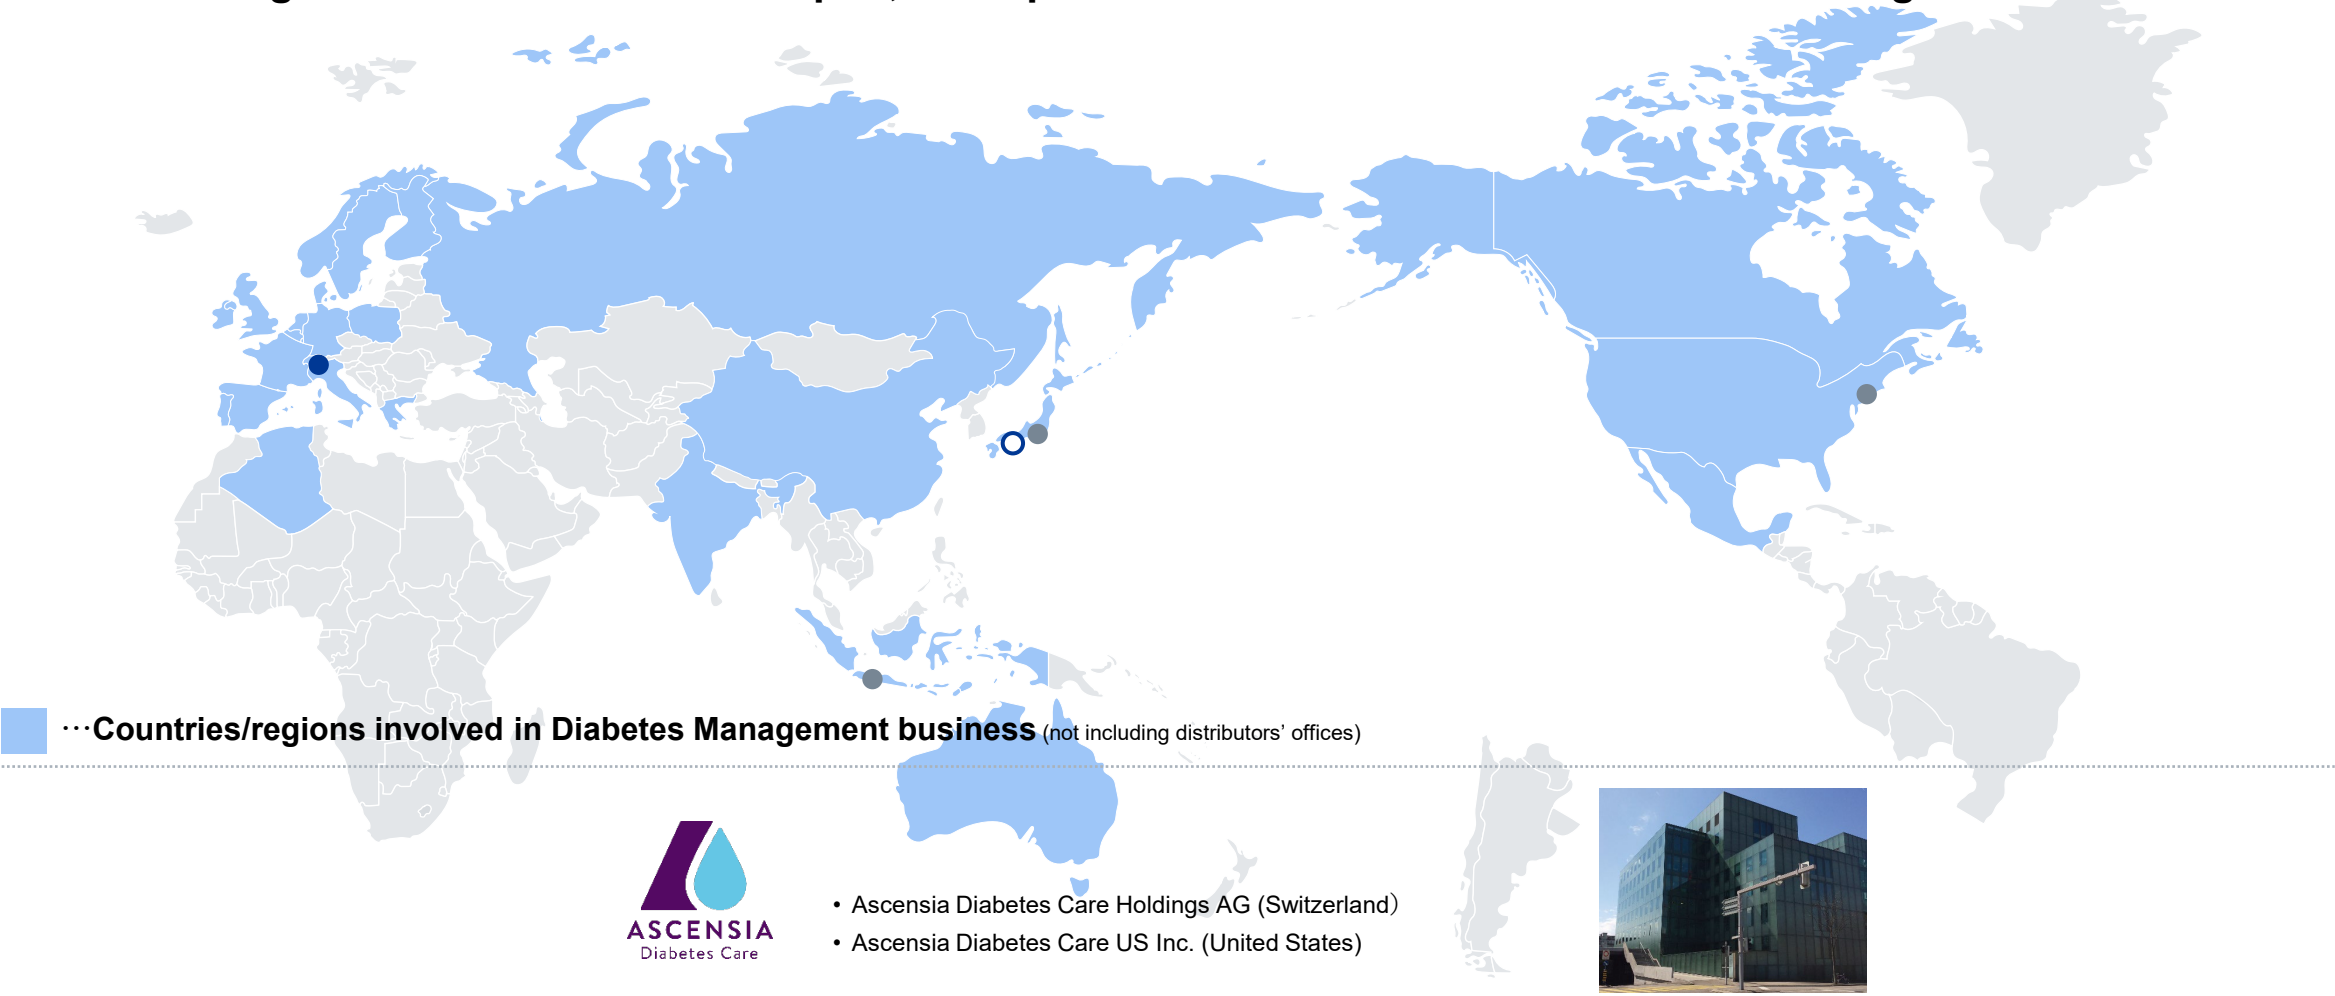 …Countries/regions involved in Diabetes Management business (not including distributors’ offices)
ASCENSIA
Diabetes Care
• Ascensia Diabetes Care Holdings AG (Switzerland）
• Ascensia Diabetes Care US Inc. (United States)